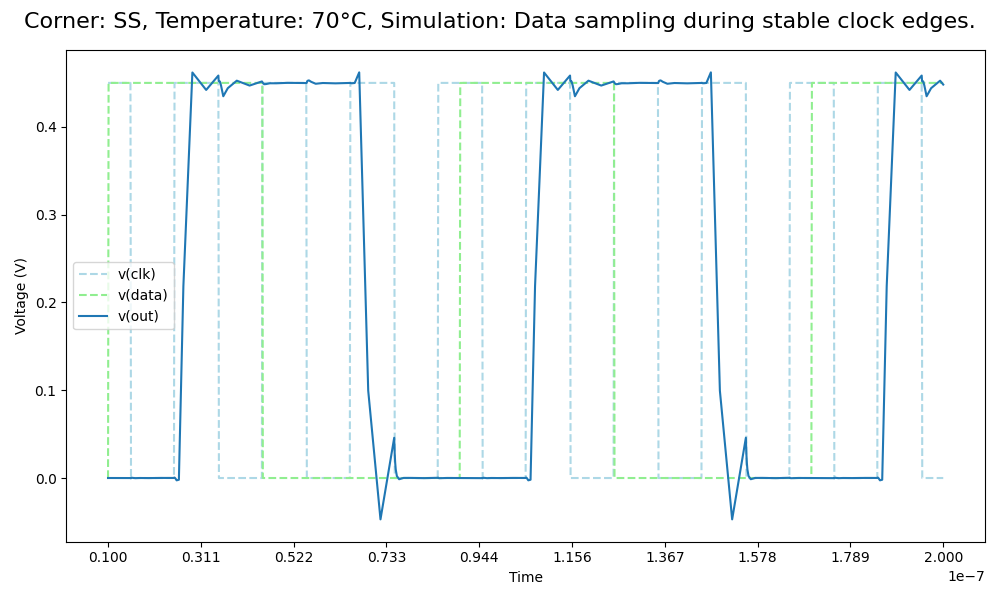 Corner: SS, Temperature: 70°C, Simulation: Data sampling during stable clock edges.
Voltage (V)
0.4
0.3
0.2
0.1
0.0
v(clk)
v(data)
v(out)
0.100 0.311 0.522 0.733 0.944 1.156 1.367 1.578 1.789 2.000
Time
1e−7